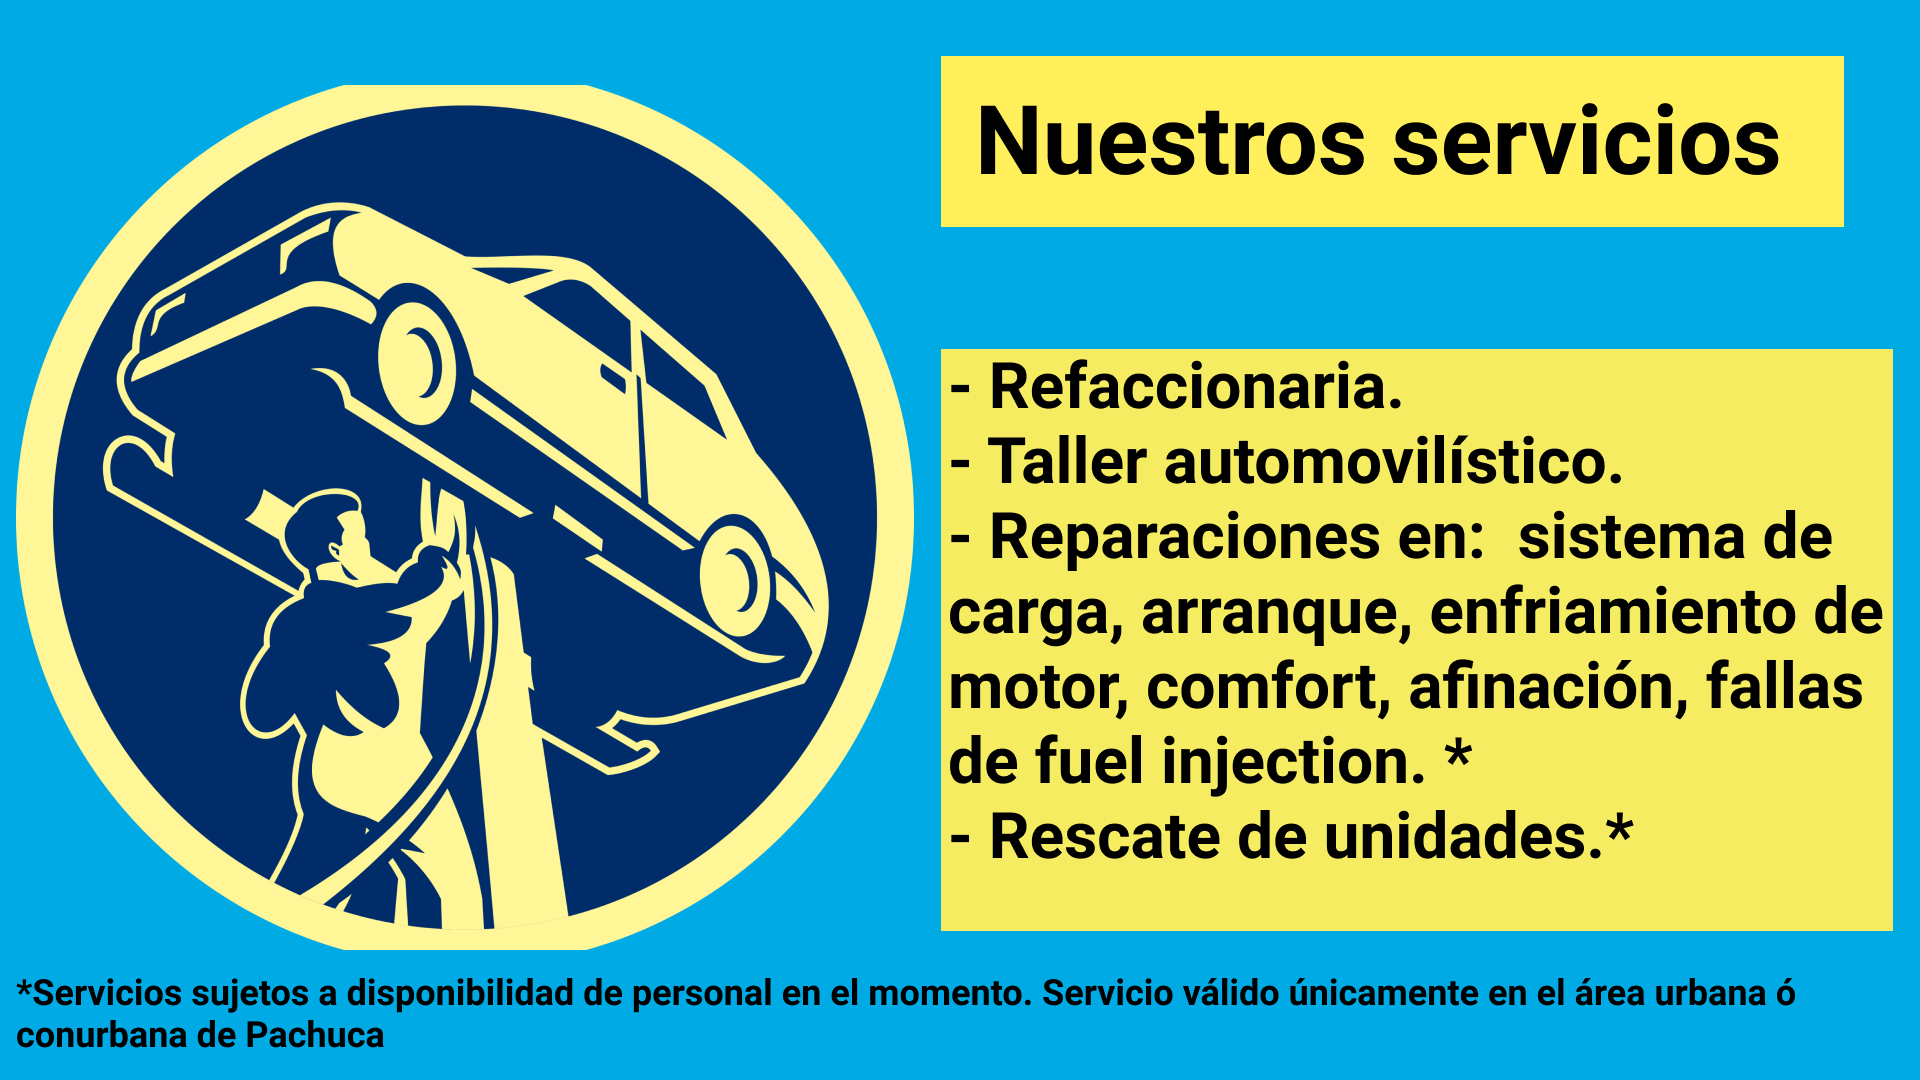 Nuestros servicios
- Refaccionaria.
- Taller automovilístico.
- Reparaciones en:  sistema de
carga, arranque, enfriamiento de
motor, comfort, afinación, fallas
de fuel injection. *
- Rescate de unidades.*
*Servicios sujetos a disponibilidad de personal en el momento. Servicio válido únicamente en el área urbana ó
conurbana de Pachuca